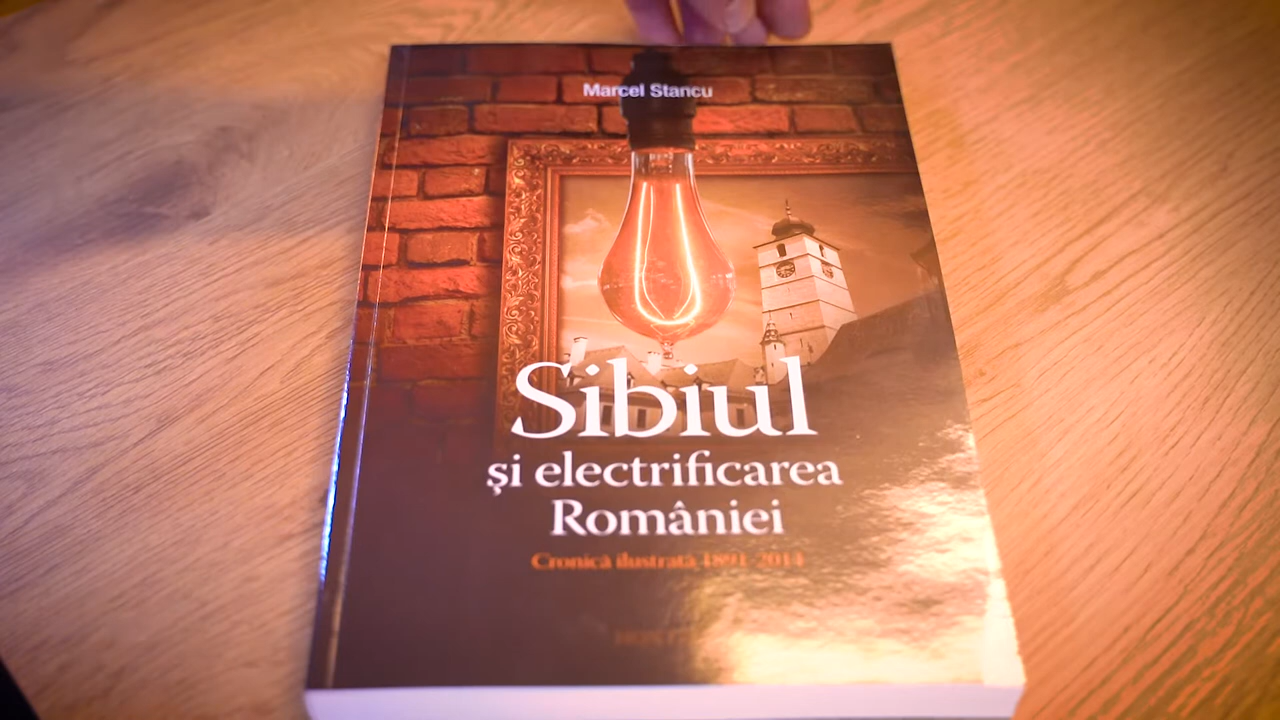 Marcel Stancu
Sibiul
și electrificarea
României
Cronică ilustrată 1891-2014